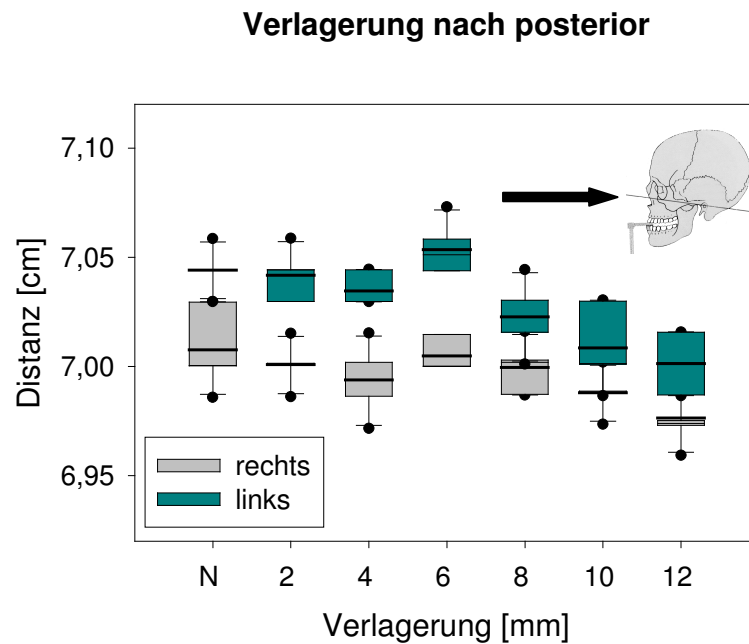 Verlagerung nach posterior
Distanz [cm]
7,10
7,05
7,00
6,95
rechts
links
N 2 4 6 8 10 12
Verlagerung [mm]